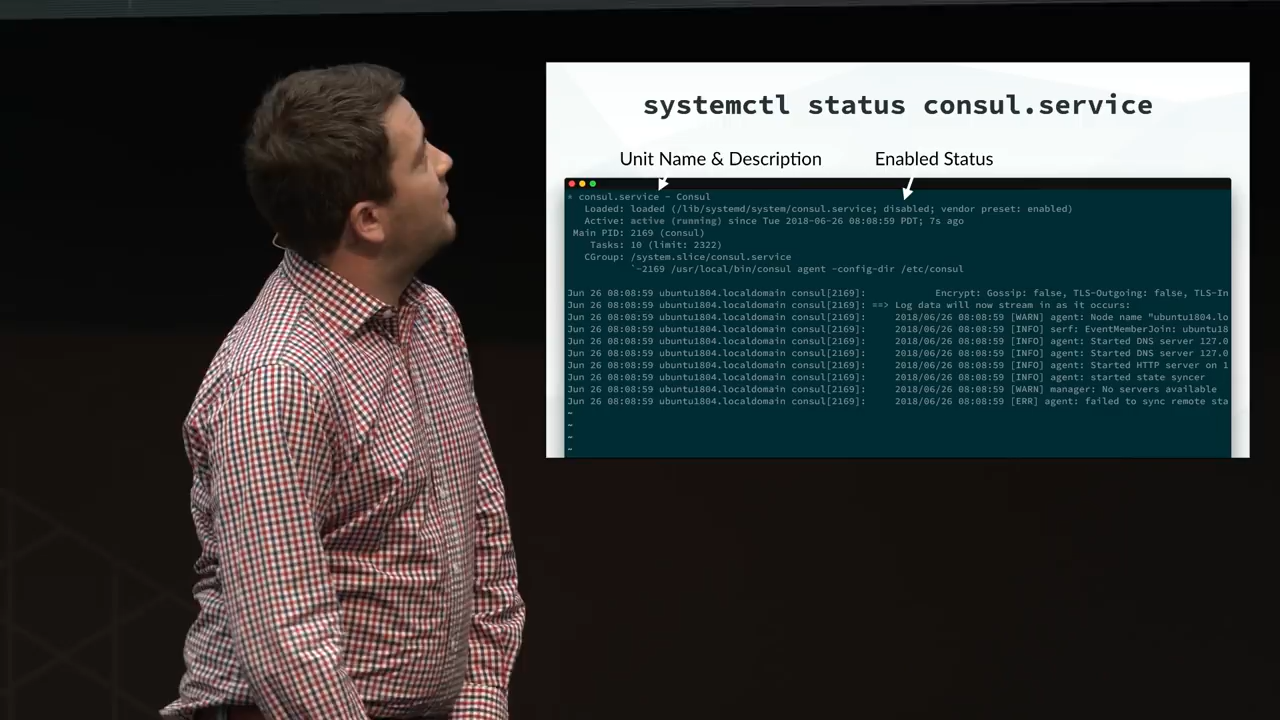 systemctl status consul.service
Unit Name & Description
Enabled Status
* consul.service - Consul
Loaded: loaded (/lib/systemd/system/consul.service; disabled; vendor preset: enabled)
Active: active (running) since Tue 2018-06-26 08:08:59 PDT; 7s ago
Main PID: 2169 (consul)
Tasks: 10 (limit: 2322)
CGroup: /system.slice/consul.service
`-2169 /usr/local/bin/consul agent -config-dir /etc/consul
Jun 26 08:08:59 ubuntu1804.localdomain consul[2169]: Encrypt: Gossip: false, TLS-Outgoing: false, TLS-In
Jun 26 08:08:59 ubuntu1804.localdomain consul[2169]: ==> Log data will now stream in as it occurs:
Jun 26 08:08:59 ubuntu1804.localdomain consul[2169]: 2018/06/26 08:08:59 [WARN] agent: Node name "ubuntu1804.lo
Jun 26 08:08:59 ubuntu1804.localdomain consul[2169]: 2018/06/26 08:08:59 [INFO] serf: EventMemberJoin: ubuntu18
Jun 26 08:08:59 ubuntu1804.localdomain consul[2169]: 2018/06/26 08:08:59 [INFO] agent: Started DNS server 127.0
Jun 26 08:08:59 ubuntu1804.localdomain consul[2169]: 2018/06/26 08:08:59 [INFO] agent: Started DNS server 127.0
Jun 26 08:08:59 ubuntu1804.localdomain consul[2169]: 2018/06/26 08:08:59 [INFO] agent: Started HTTP server on 1
Jun 26 08:08:59 ubuntu1804.localdomain consul[2169]: 2018/06/26 08:08:59 [INFO] agent: started state syncer
Jun 26 08:08:59 ubuntu1804.localdomain consul[2169]: 2018/06/26 08:08:59 [WARN] manager: No servers available
Jun 26 08:08:59 ubuntu1804.localdomain consul[2169]: 2018/06/26 08:08:59 [ERR] agent: failed to sync remote sta
~
~
~
~